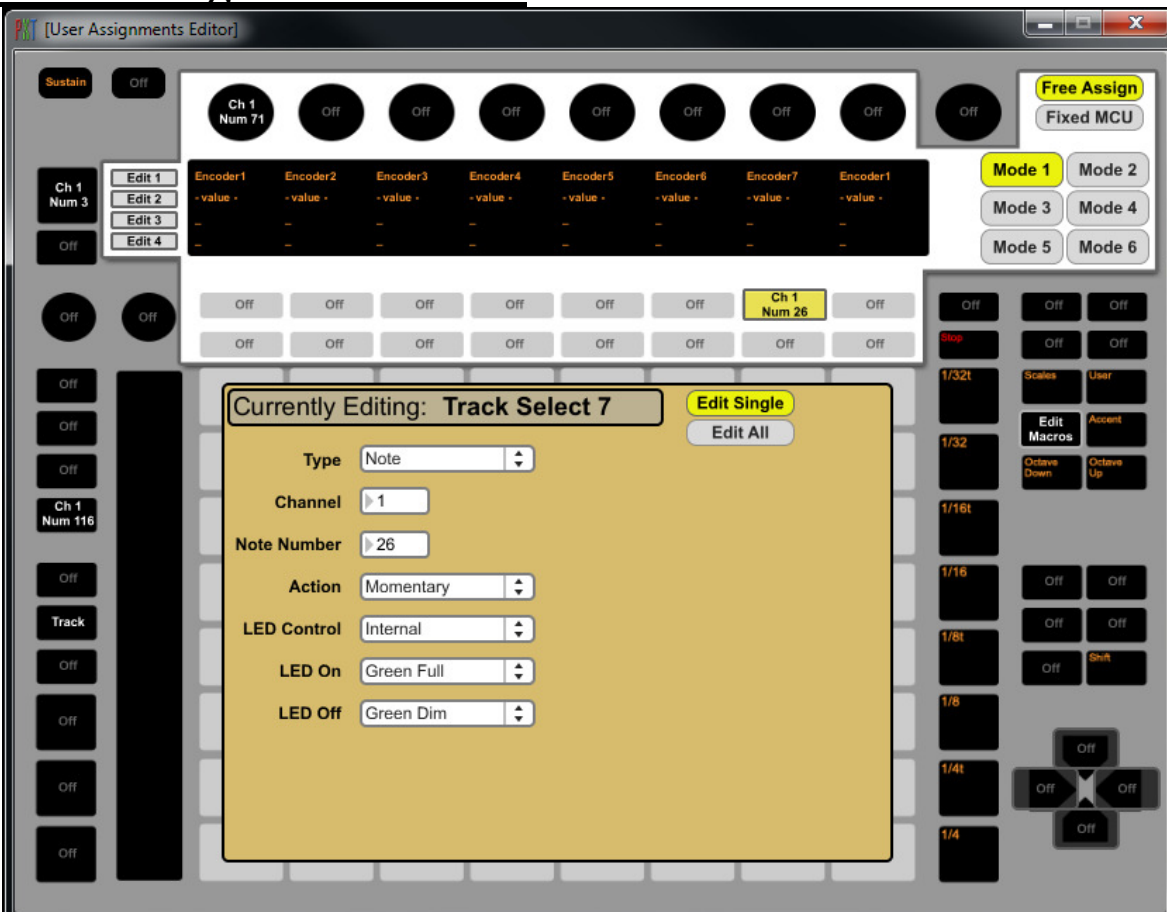 [User Assignments Editor]
Sustain Off
Ch 1
Num 71
Off Off Off Off Off Off Off Off
Free Assign
Fixed MCU
Ch 1
Num 3
Off
Edit 1
Edit 2
Edit 3
Edit 4
Encoder1 Encoder2 Encoder3 Encoder4 Encoder5 Encoder6 Encoder7 Encoder1
- value - - value - - value - - value - - value - - value - - value - - value -
Mode 1 Mode 2
Mode 3 Mode 4
Mode 5 Mode 6
Off Off
Off Off Off Off Off Off Ch 1 Off
Num 26
Off Off Off Off Off Off Off Off
Off
Off
Off
Ch 1
Num 116
Off
Track
Off
Off
Off
Off
Currently Editing: Track Select 7
Edit Single
Edit All
Type Note
Channel 1
Note Number 26
Action Momentary
LED Control Internal
LED On Green Full
LED Off Green Dim
Off
Stop
1/32t
1/32
1/16t
1/16
1/8t
1/8
1/4t
1/4
Off Off
Off Off
Scales User
Edit
Macros
Accent
Octave
Down
Octave
Up
Off Off
Off Off
Off Shift
Off
Off Off
Off